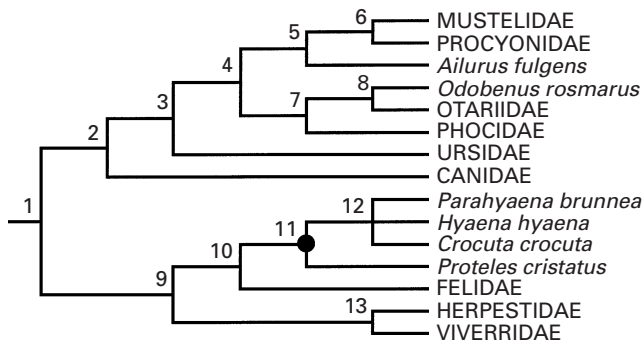 6 MUSTELIDAE
5 PROCYONIDAE
4 Ailurus fulgens
8 Odobenus rosmarus
3 OTARIIDAE
7 PHOCIDAE
2 URSIDAE
CANIDAE
1 12 Parahyaena brunnea
11 Hyaena hyaena
10 Crocuta crocuta
9 Proteles cristatus
FELIDAE
13 HERPESTIDAE
VIVERRIDAE